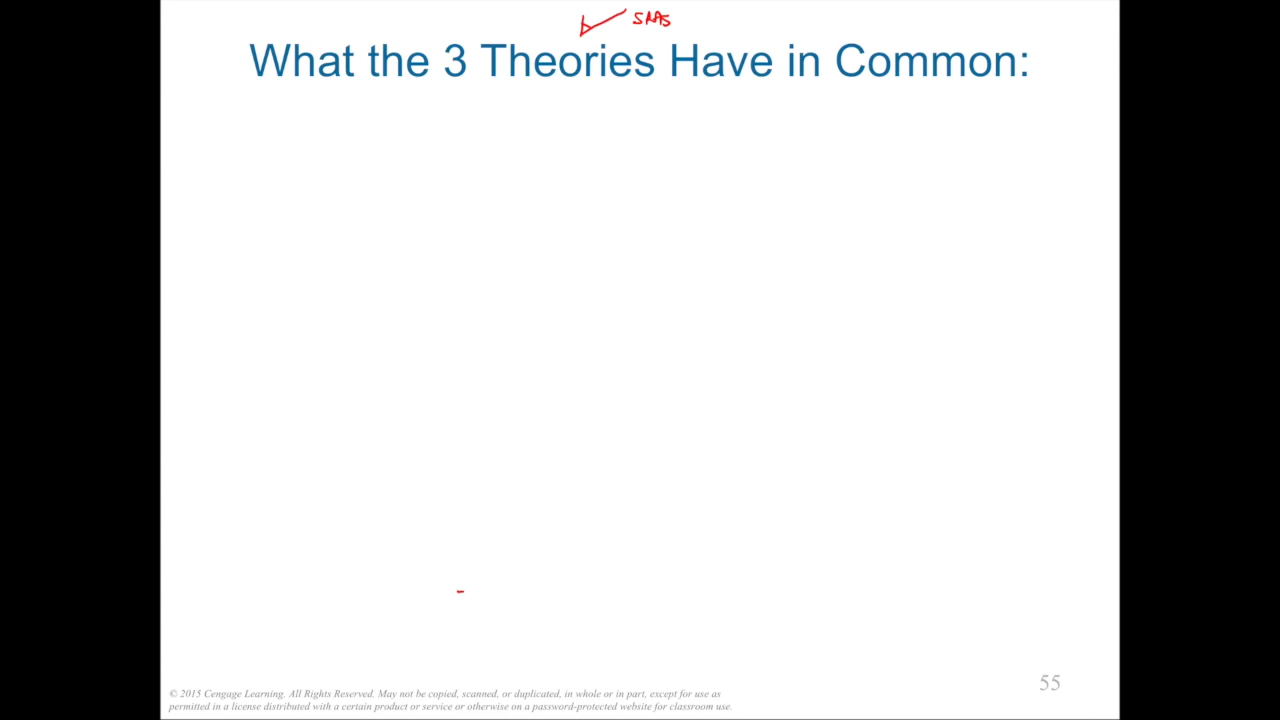 SRAS
What the 3 Theories Have in Common:
55
© 2015 Cengage Learning. All Rights Reserved. May not be copied, scanned, or duplicated, in whole or in part, except for use as
permitted in a license distributed with a certain product or service or otherwise on a password-protected website for classroom use.